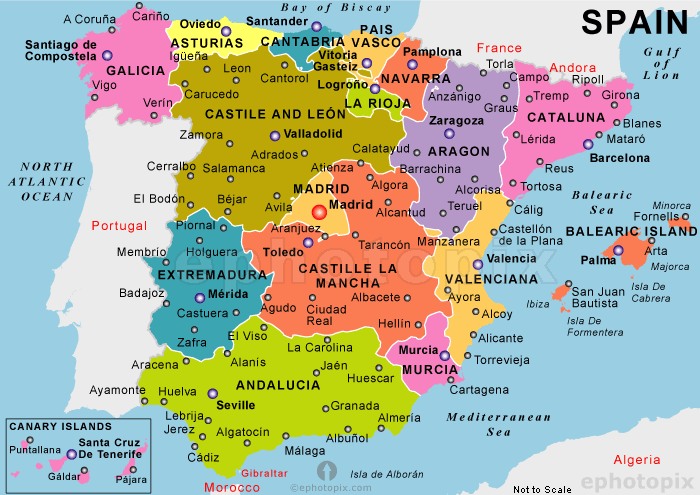 Bay of Biscay
SPAIN
A Coruña
Cariño
Oviedo
Santander
PAIS
VASCO
France
Gulf
of
Lion
Santiago de
Compostela
ASTURIAS
CANTABRIA
Vitoria
Gasteiz
Pamplona
Andorra
Igüeña
GALICIA
Leon
Cantorol
Logroño
NAVARRA
Torla
Campo
Ripoll
Vigo
Carucedo
LA RIOJA
Anzánigo
Graus
Tremp
Girona
Verín
CASTILE AND LEÓN
Zaragoza
CATALUNA
Blanes
Zamora
Valladolid
Calatayud
ARAGON
Lérida
Mataró
Barcelona
NORTH
ATLANTIC
OCEAN
Cerralbo
Salamanca
Adrados
Atienza
Barrachina
Reus
El Bodón
Béjar
Avila
MADRID
Madrid
Algora
Alcorisa
Tortosa
Balearic
Sea
Minorca
Portugal
Piornal
Aranjuez
Alcantud
Teruel
Cálig
Fornells
Membrío
Holguera
Toledo
Tarancón
Manzanera
Castellón
de la Plana
BALEARIC ISLAND
EXTREMADURA
CASTILLE LA
MANCHA
Valencia
Palma
Arta
Majorca
Badajoz
Mérida
VALENCIANA
San Juan
Bautista
Isla De
Cabrera
Castuera
Agudo
Ciudad
Real
Albacete
Ayora
Ibiza
Isla De
Formentera
Zafra
El Viso
Hellín
Alcoy
Aracena
Alanís
La Carolina
Murcia
Alicante
Torrevieja
Jaén
Huescar
MURCIA
Ayamonte
Huelva
ANDALUCIA
Cartagena
Seville
Granada
Lebrija
Almería
Mediterranean
Sea
Jerez
Algatocín
Albuñol
Cádiz
Málaga
CANARY ISLANDS
Puntallana
Santa Cruz
De Tenerife
Gáldar
Pájara
Gibraltar
Isla de Alborán
Algeria
Morocco
©ephotopix.com
Not to Scale
ephotopix
ephotopix